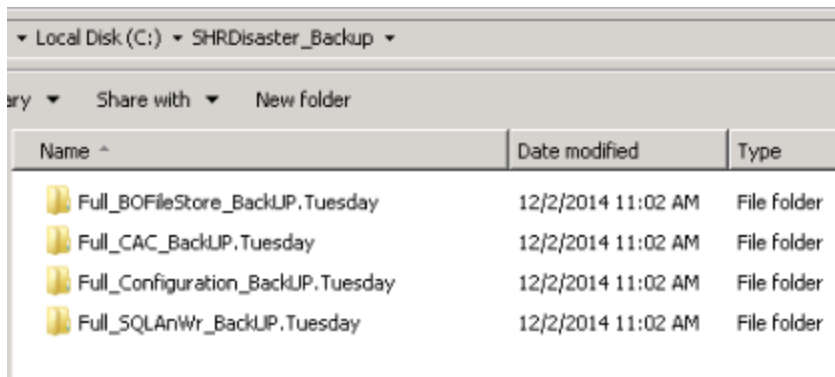 Local Disk (C:) SHRDisaster_Backup
ary Share with New folder
Name Date modified Type
Full_BOFileStore_BackUP.Tuesday 12/2/2014 11:02 AM File folder
Full_CAC_BackUP.Tuesday 12/2/2014 11:02 AM File folder
Full_Configuration_BackUP.Tuesday 12/2/2014 11:02 AM File folder
Full_SQLAnWr_BackUP.Tuesday 12/2/2014 11:02 AM File folder